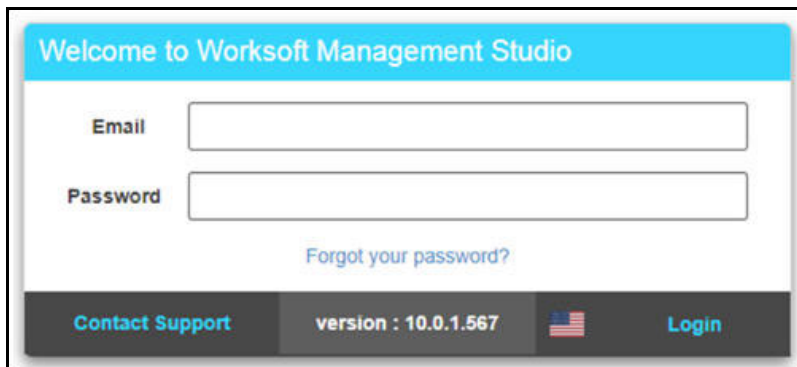 Welcome to Worksoft Management Studio
Email
Password
Forgot your password?
Contact Support version : 10.0.1.567 Login